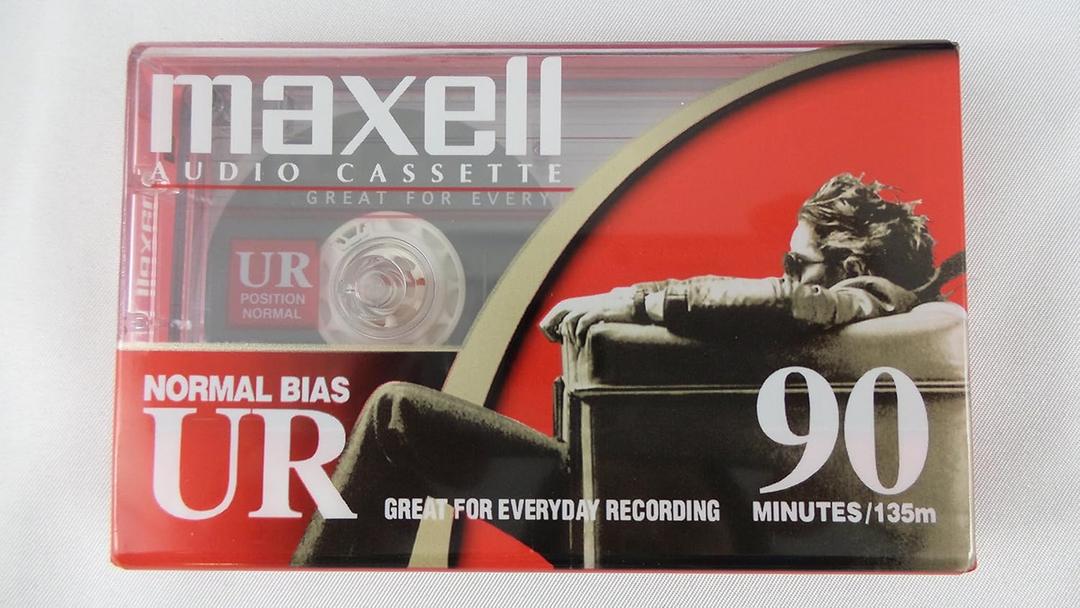 maxell
AUDIO CASSETTE
GREAT FOR EVERY
maxell
UR
POSITION
NORMAL
NORMAL BIAS
UR
GREAT FOR EVERYDAY RECORDING
90
MINUTES/135m